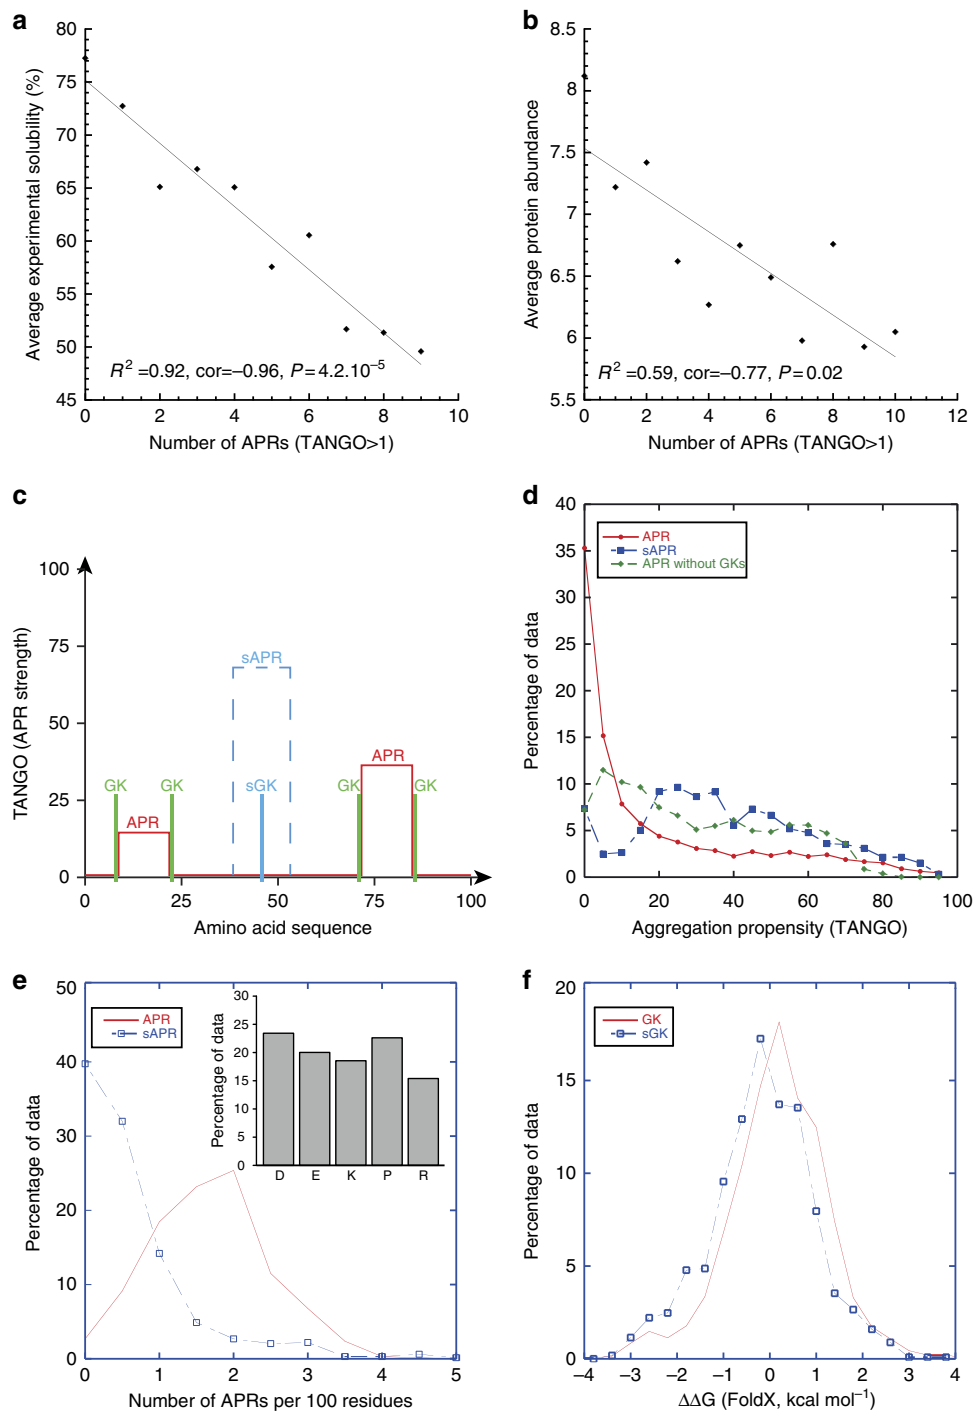 a
80
75
70
65
60
55
50
45
Average experimental solubility (%)
R² =0.92, cor=–0.96, P=4.2.10⁻⁵
0 2 4 6 8 10
Number of APRs (TANGO>1)
b
8.5
8
7.5
7
6.5
6
5.5
Average protein abundance
R² =0.59, cor=–0.77, P=0.02
0 2 4 6 8 10 12
Number of APRs (TANGO>1)
c
100
75
50
25
0
TANGO (APR strength)
sAPR
APR
GK GK sGK GK GK
APR
0 25 50 75 100
Amino acid sequence
d
40
35
30
25
20
15
10
5
0
Percentage of data
APR
sAPR
APR without GKs
0 20 40 60 80 100
Aggregation propensity (TANGO)
e
50
40
30
20
10
0
Percentage of data
APR
sAPR
30
25
20
15
10
5
0
Percentage of data
D E K P R
0 1 2 3 4 5
Number of APRs per 100 residues
f
20
15
10
5
0
Percentage of data
GK
sGK
–4 –3 –2 –1 0 1 2 3 4
ΔΔG (FoldX, kcal mol⁻¹)